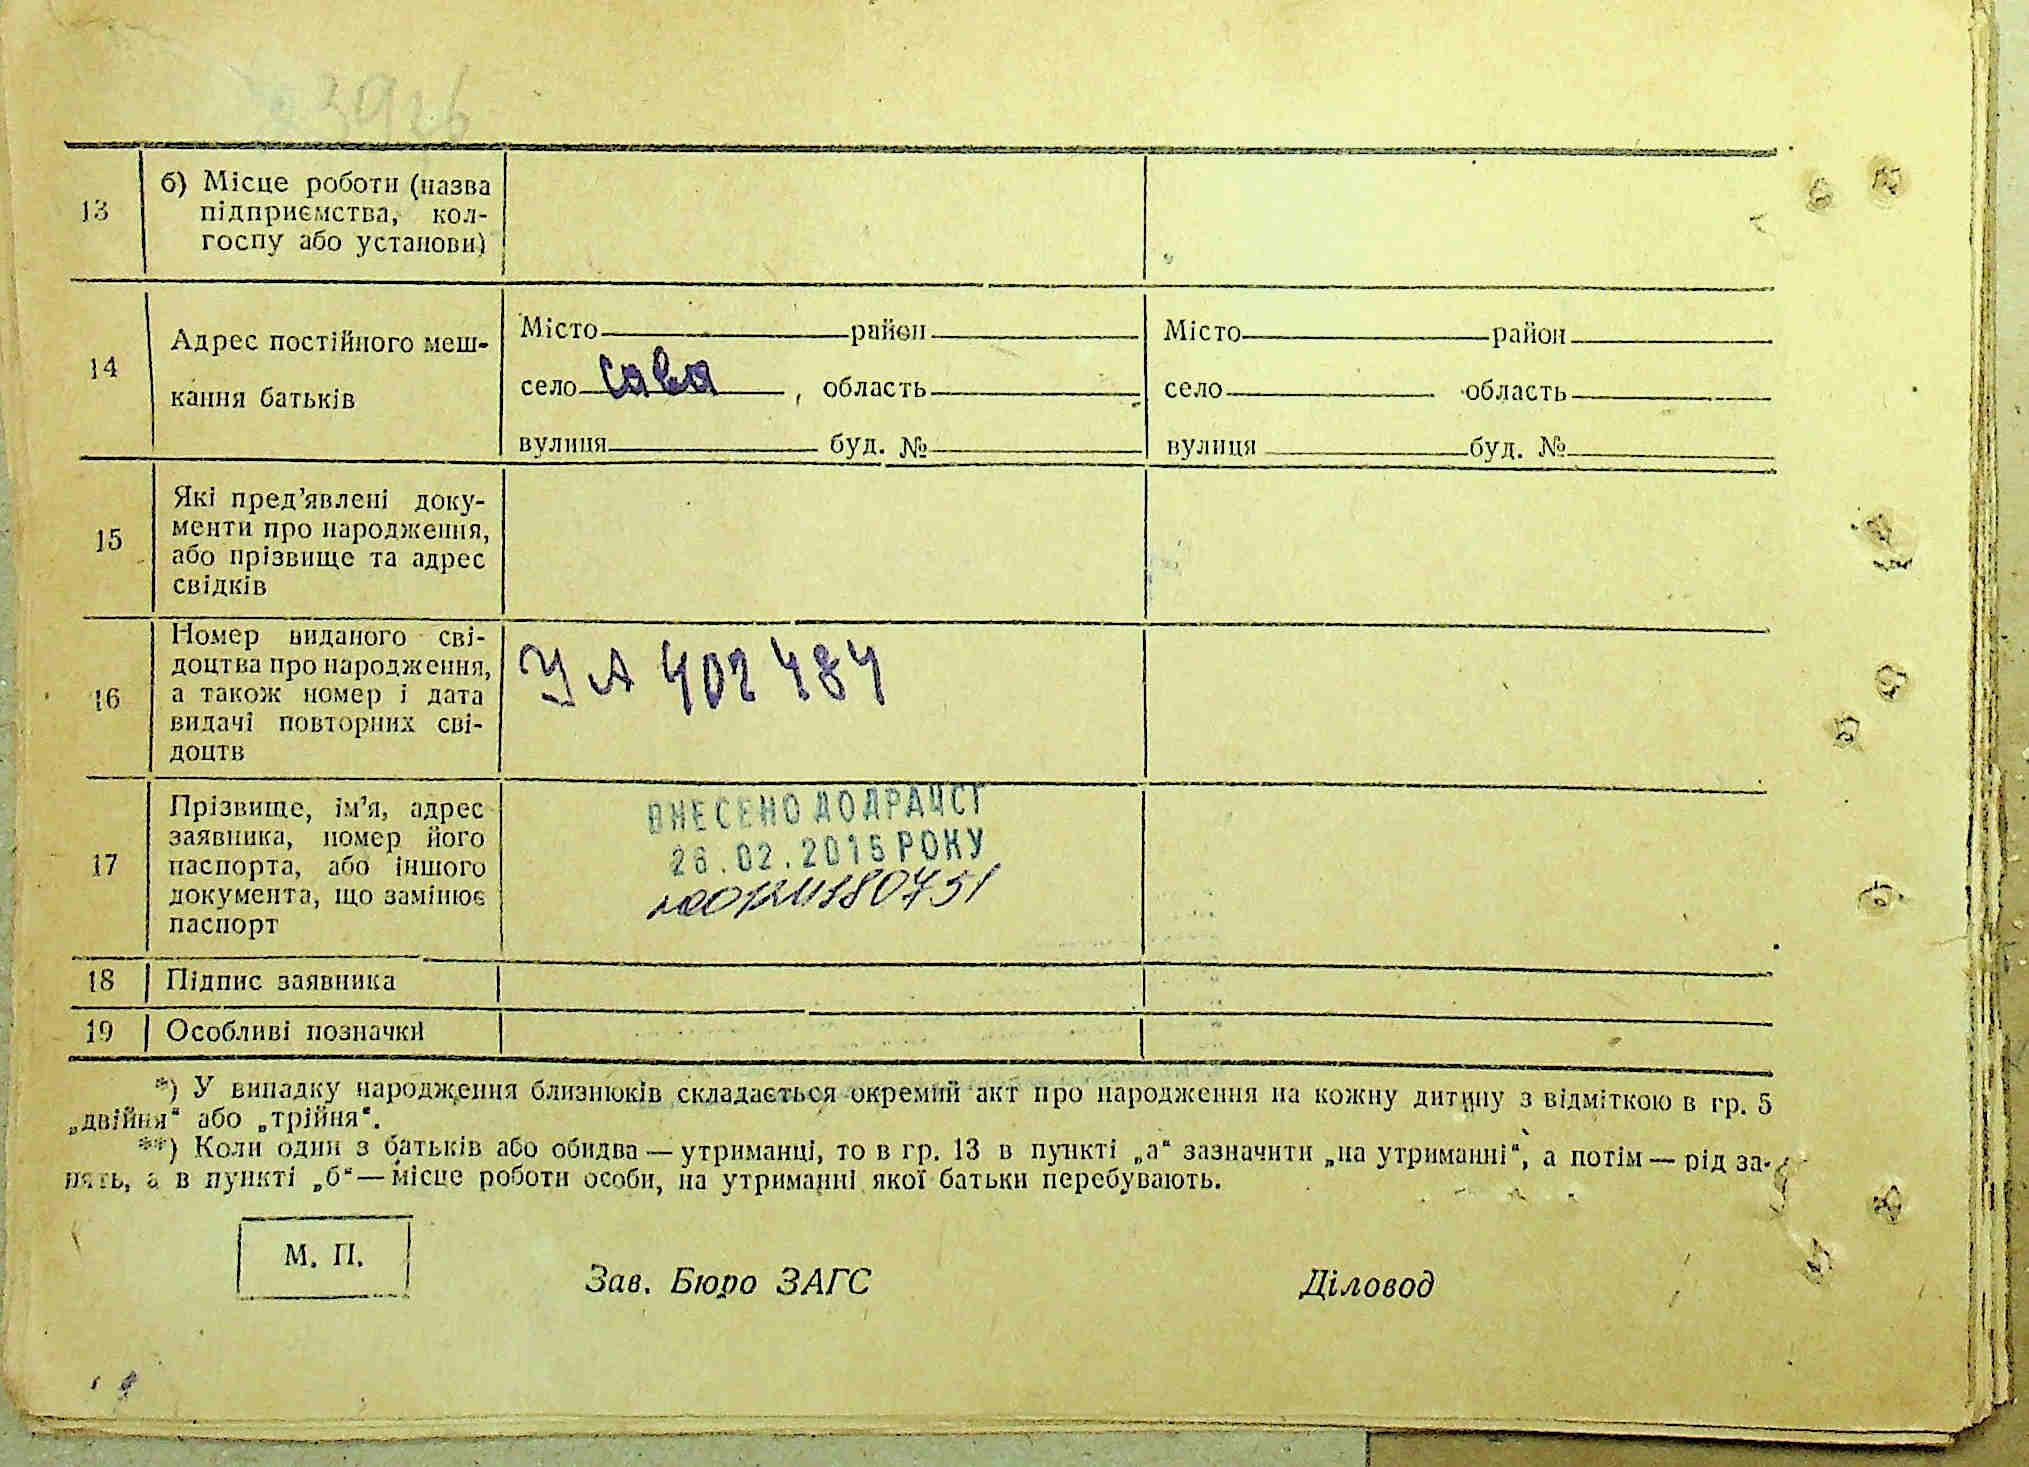 13 б) Місце роботи (назва
підприємства, кол-
госпу або установи)
14 Адрес постійного меш-
кання батьків
Місто район
село сава, область
вулиця буд. №
Місто район
село область
вулиця буд. №
15 Які пред'явлені доку-
менти про народження,
або прізвище та адрес
свідків
16 Номер виданого сві-
доцтва про народження,
а також номер і дата
видачі повторних сві-
доцтв
УА 402484
17 Прізвище, ім'я, адрес
заявника, номер його
паспорта, або іншого
документа, що замінює
паспорт
ВНЕСЕНО ДО ДРАЦСГ
26.02.2015 РОКУ
18 Підпис заявника
19 Особливі позначки
*) У випадку народження близнюків складається окремий акт про народження на кожну дитину з відміткою в гр. 5
„двійня“ або „трійня“.
**) Коли один з батьків або обидва — утриманці, то в гр. 13 в пункті „а“ зазначити „на утриманні“, а потім — рід за-
нять, а в пункті „б“ — місце роботи особи, на утриманні якої батьки перебувають.
М. П.
Зав. Бюро ЗАГС
Діловод